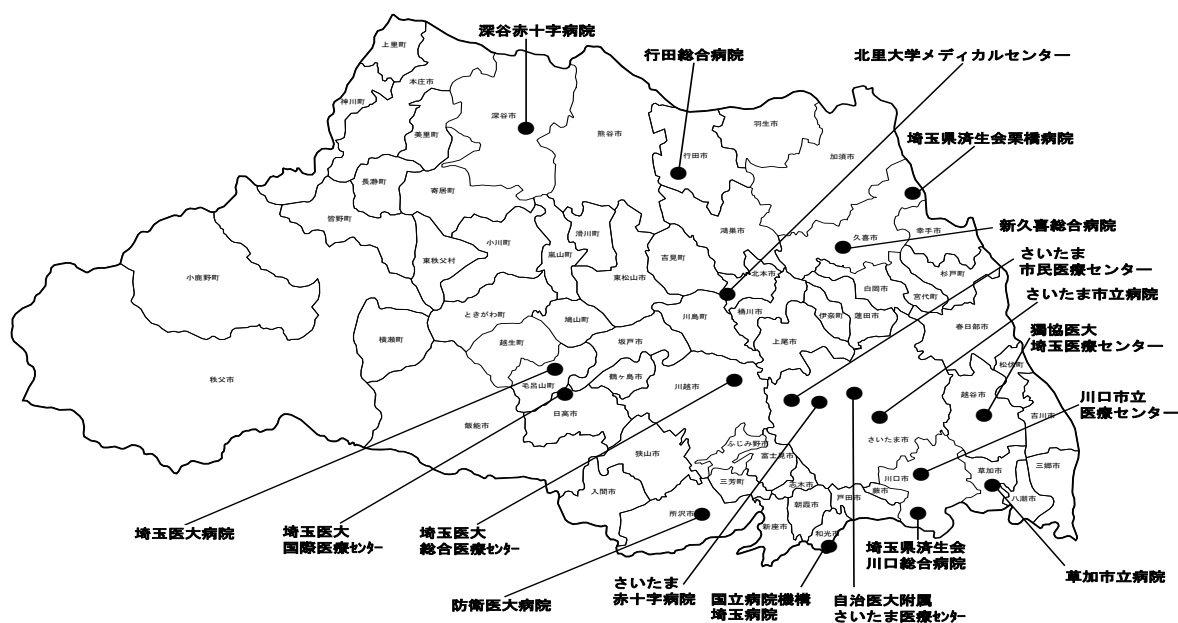 深谷赤十字病院
行田総合病院
北里大学メディカルセンター
埼玉県済生会栗橋病院
新久喜総合病院
さいたま
市民医療センター
さいたま市立病院
獨協医大
埼玉医療センター
川口市立
医療センター
上里町
本庄市
神川町
美里町
深谷市
熊谷市
行田市
羽生市
加須市
長瀞町
寄居町
皆野町
小鹿野町
東秩父村
小川町
嵐山町
滑川町
東松山市
吉見町
鴻巣市
北本市
久喜市
幸手市
杉戸町
宮代町
白岡市
蓮田市
伊奈町
桶川市
上尾市
川島町
春日部市
松伏町
横瀬町
秩父市
ときがわ町
鳩山町
越生町
毛呂山町
坂戸市
鶴ヶ島市
日高市
飯能市
川越市
越谷市
吉川市
さいたま市
狭山市
ふじみ野市
富士見市
入間市
三芳町
志木市
所沢市
新座市
朝霞市
和光市
戸田市
蕨市
川口市
草加市
三郷市
八潮市
埼玉医大病院
埼玉医大
国際医療センター
埼玉医大
総合医療センター
防衛医大病院
さいたま
赤十字病院
国立病院機構
埼玉病院
自治医大附属
さいたま医療センター
埼玉県済生会
川口総合病院
草加市立病院